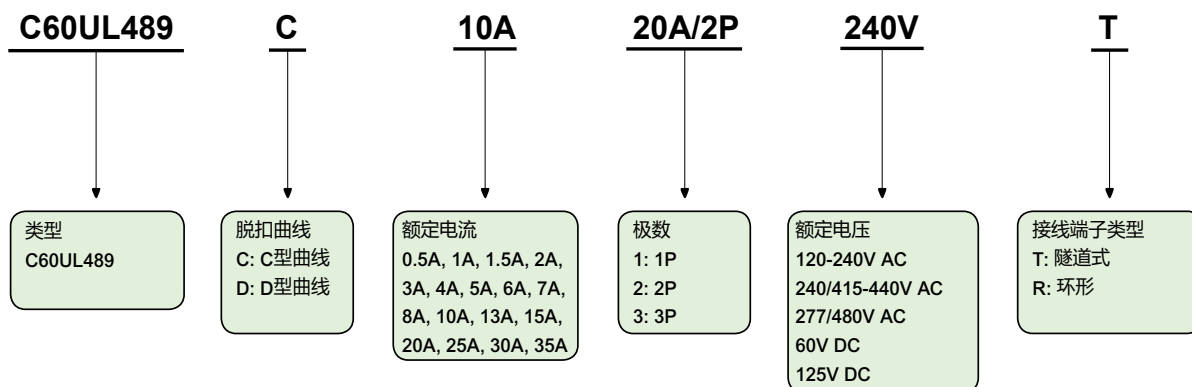 C60UL489 C 10A 20A/2P 240V T
类型
C60UL489
脱扣曲线
C: C型曲线
D: D型曲线
额定电流
0.5A, 1A, 1.5A, 2A,
3A, 4A, 5A, 6A, 7A,
8A, 10A, 13A, 15A,
20A, 25A, 30A, 35A
极数
1: 1P
2: 2P
3: 3P
额定电压
120-240V AC
240/415-440V AC
277/480V AC
60V DC
125V DC
接线端子类型
T: 隧道式
R: 环形